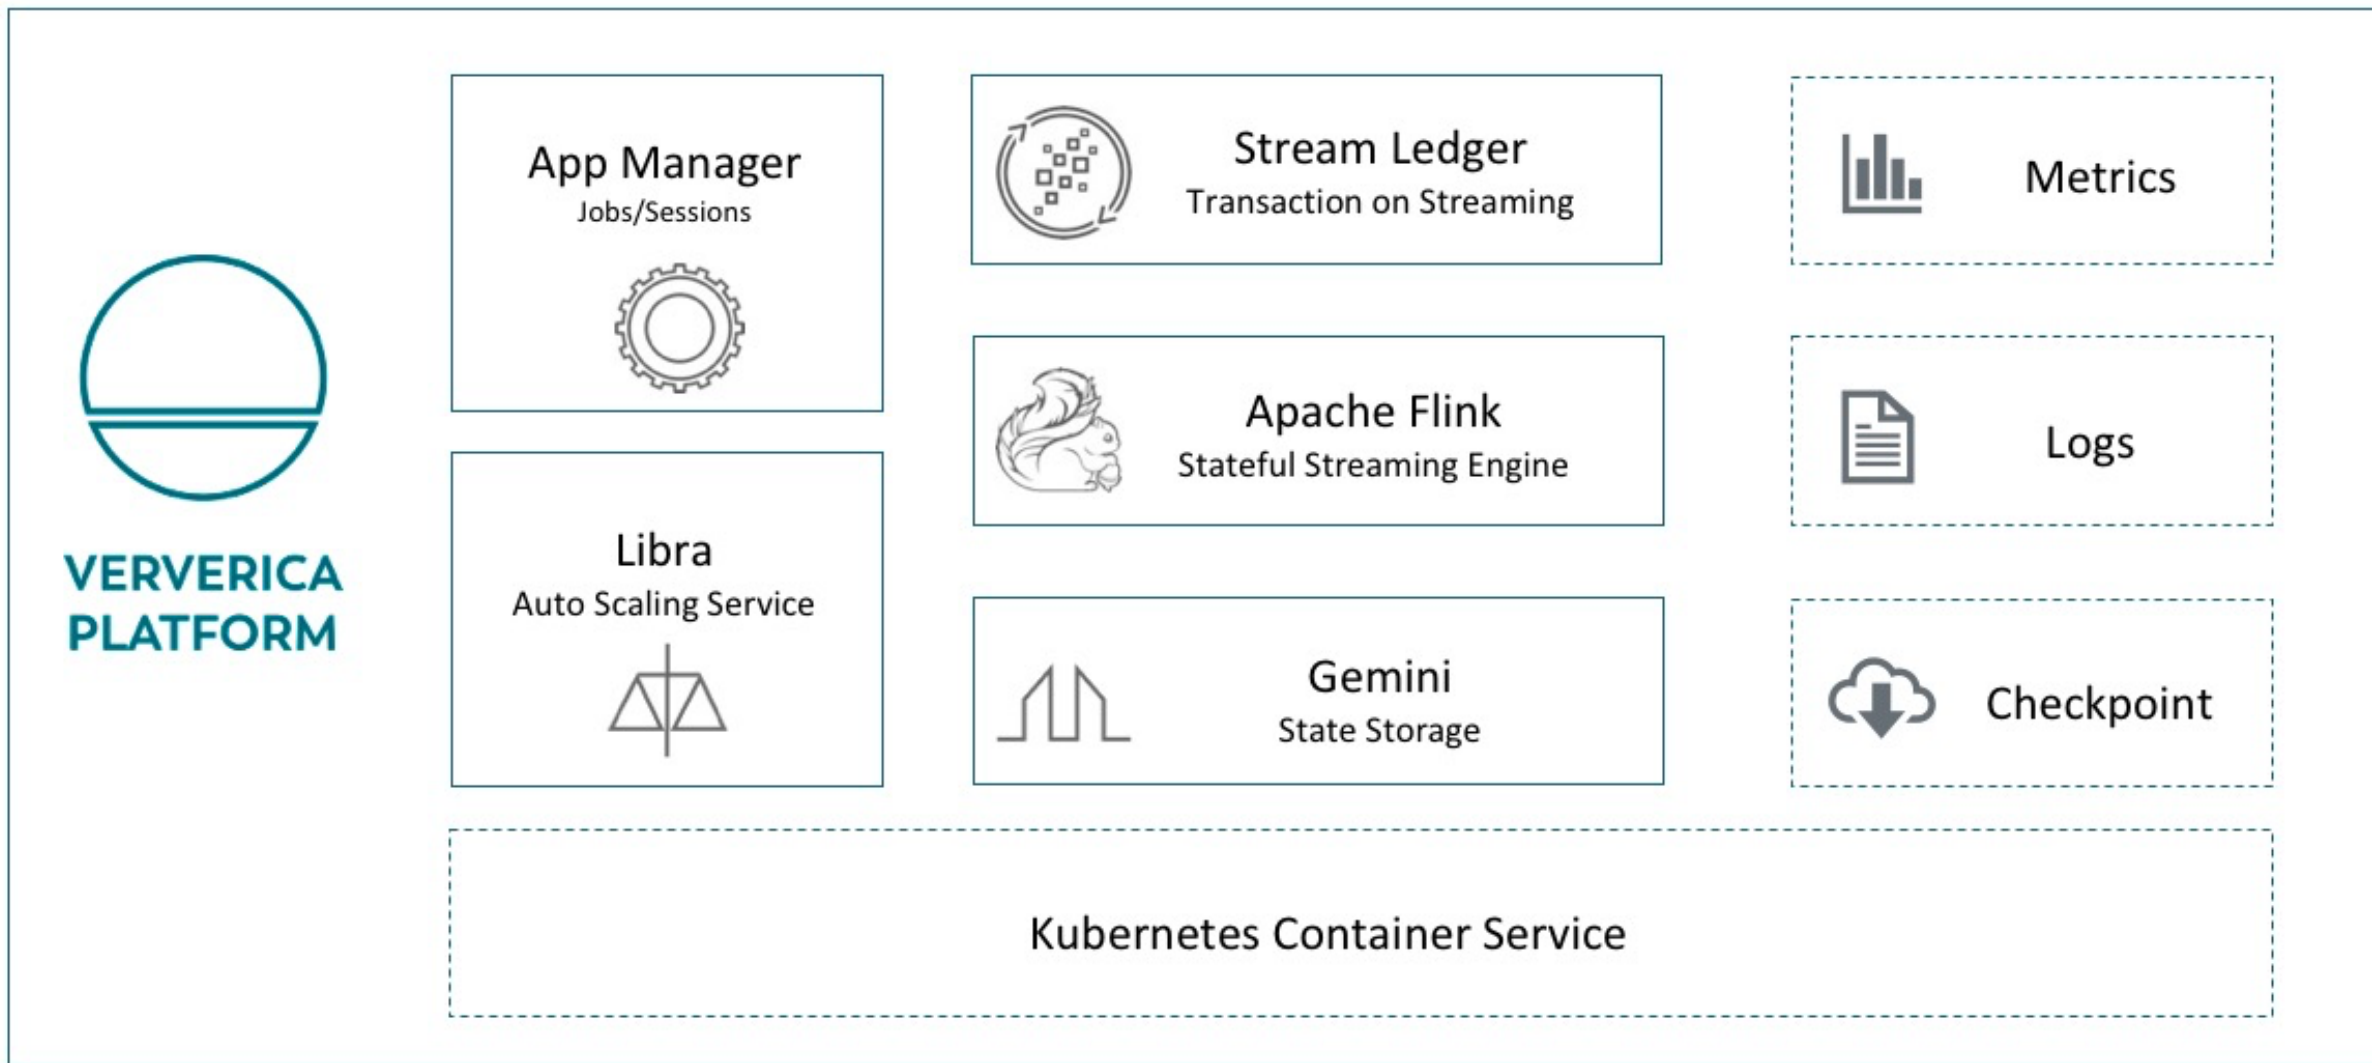 VERVERICA
PLATFORM
App Manager
Jobs/Sessions
Libra
Auto Scaling Service
Stream Ledger
Transaction on Streaming
Apache Flink
Stateful Streaming Engine
Gemini
State Storage
Metrics
Logs
Checkpoint
Kubernetes Container Service